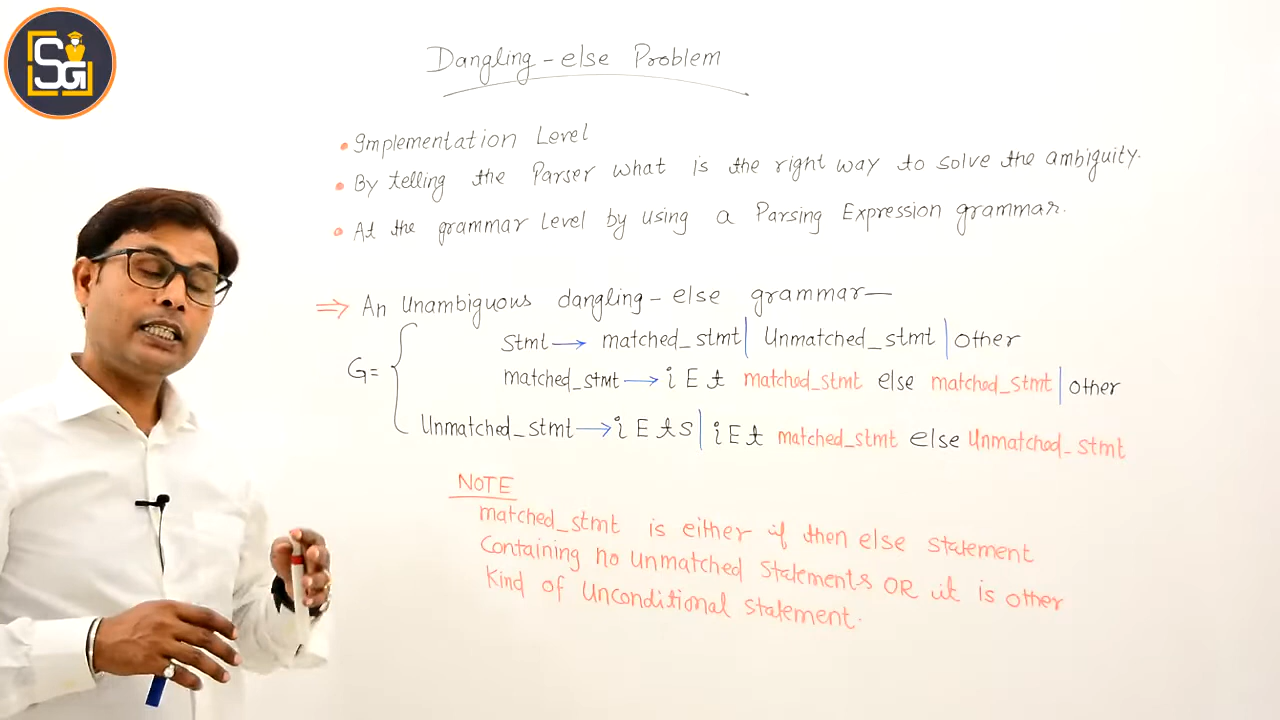 SG
Dangling-else Problem
• Implementation Level
• By telling the Parser what is the right way to solve the ambiguity.
• At the grammar Level by using a Parsing Expression grammar.
⇒ An Unambiguous dangling-else grammar—
G= {
Stmt → matched_stmt | Unmatched_stmt | other
matched_stmt → i E t matched_stmt else matched_stmt | other
Unmatched_stmt → i E t S | i E t matched_stmt else Unmatched_stmt
NOTE
matched_stmt is either if then else statement
Containing no unmatched statements OR it is other
Kind of Unconditional statement.